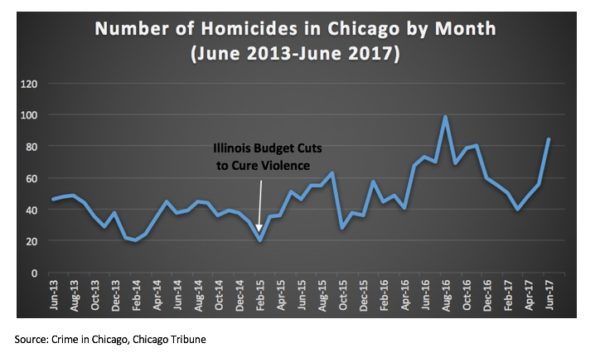 Number of Homicides in Chicago by Month
(June 2013-June 2017)
120
100
80
60
40
20
0
Illinois Budget Cuts
to Cure Violence
Jun-13
Aug-13
Oct-13
Dec-13
Feb-14
Apr-14
Jun-14
Aug-14
Oct-14
Dec-14
Feb-15
Apr-15
Jun-15
Aug-15
Oct-15
Dec-15
Feb-16
Apr-16
Jun-16
Aug-16
Oct-16
Dec-16
Feb-17
Apr-17
Jun-17
Source: Crime in Chicago, Chicago Tribune